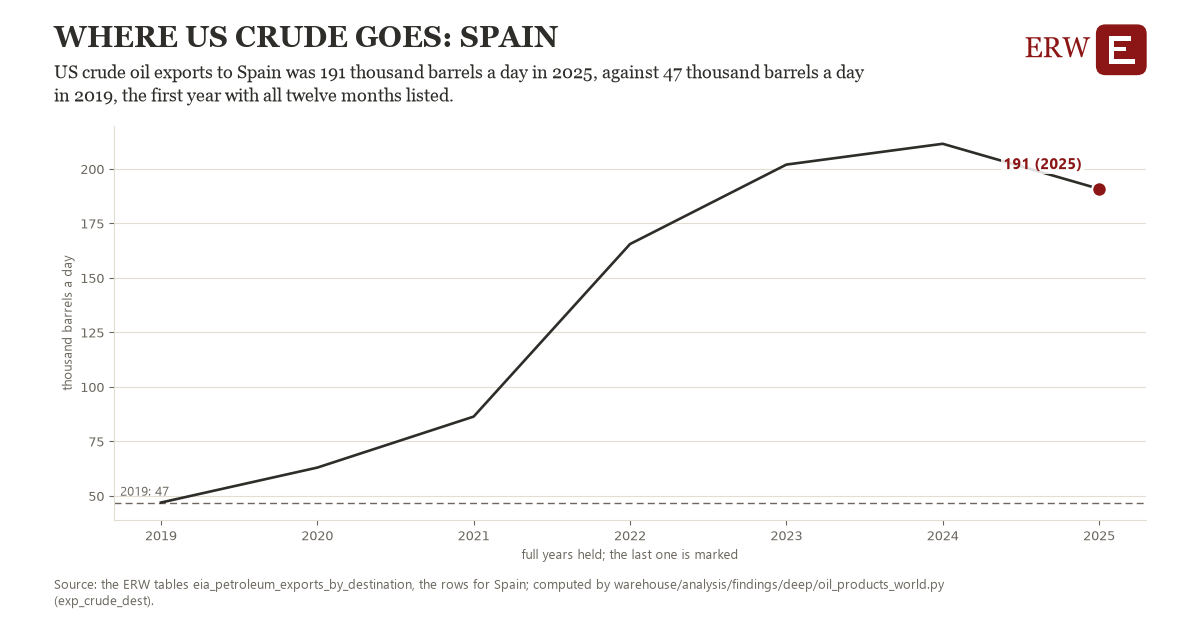 WHERE US CRUDE GOES: SPAIN
US crude oil exports to Spain was 191 thousand barrels a day in 2025, against 47 thousand barrels a day
in 2019, the first year with all twelve months listed.
ERW E
200
175
150
125
100
75
50
thousand barrels a day
191 (2025)
2019: 47
2019 2020 2021 2022 2023 2024 2025
full years held; the last one is marked
Source: the ERW tables eia_petroleum_exports_by_destination, the rows for Spain; computed by warehouse/analysis/findings/deep/oil_products_world.py
(exp_crude_dest).